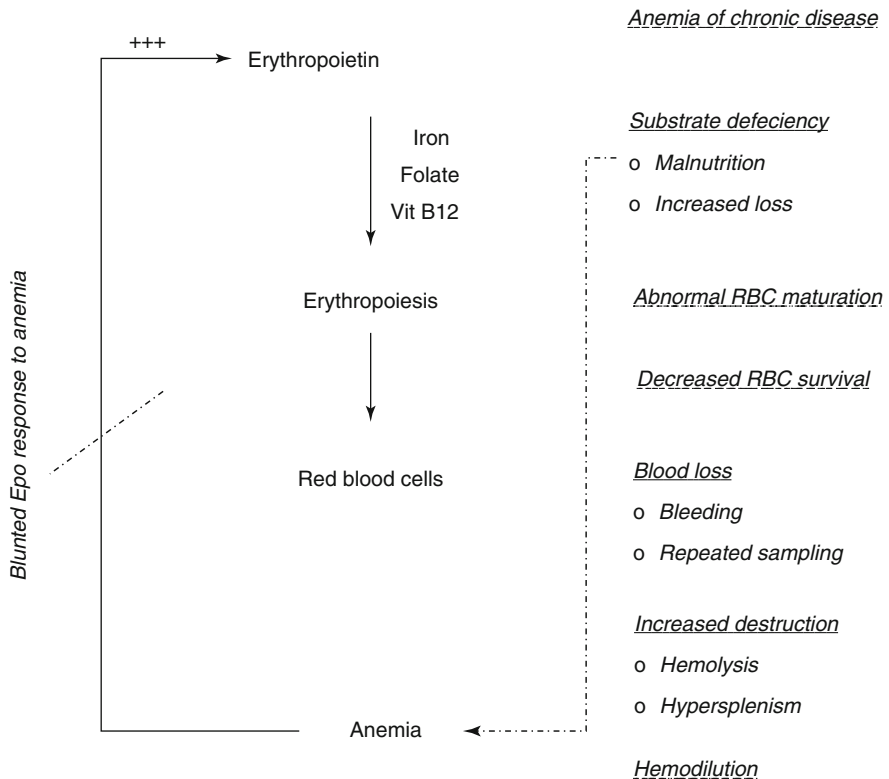 +++
Erythropoietin
Iron
Folate
Vit B12
Erythropoiesis
Red blood cells
Anemia
Blunted Epo response to anemia
Anemia of chronic disease
Substrate defeciency
o Malnutrition
o Increased loss
Abnormal RBC maturation
Decreased RBC survival
Blood loss
o Bleeding
o Repeated sampling
Increased destruction
o Hemolysis
o Hypersplenism
Hemodilution